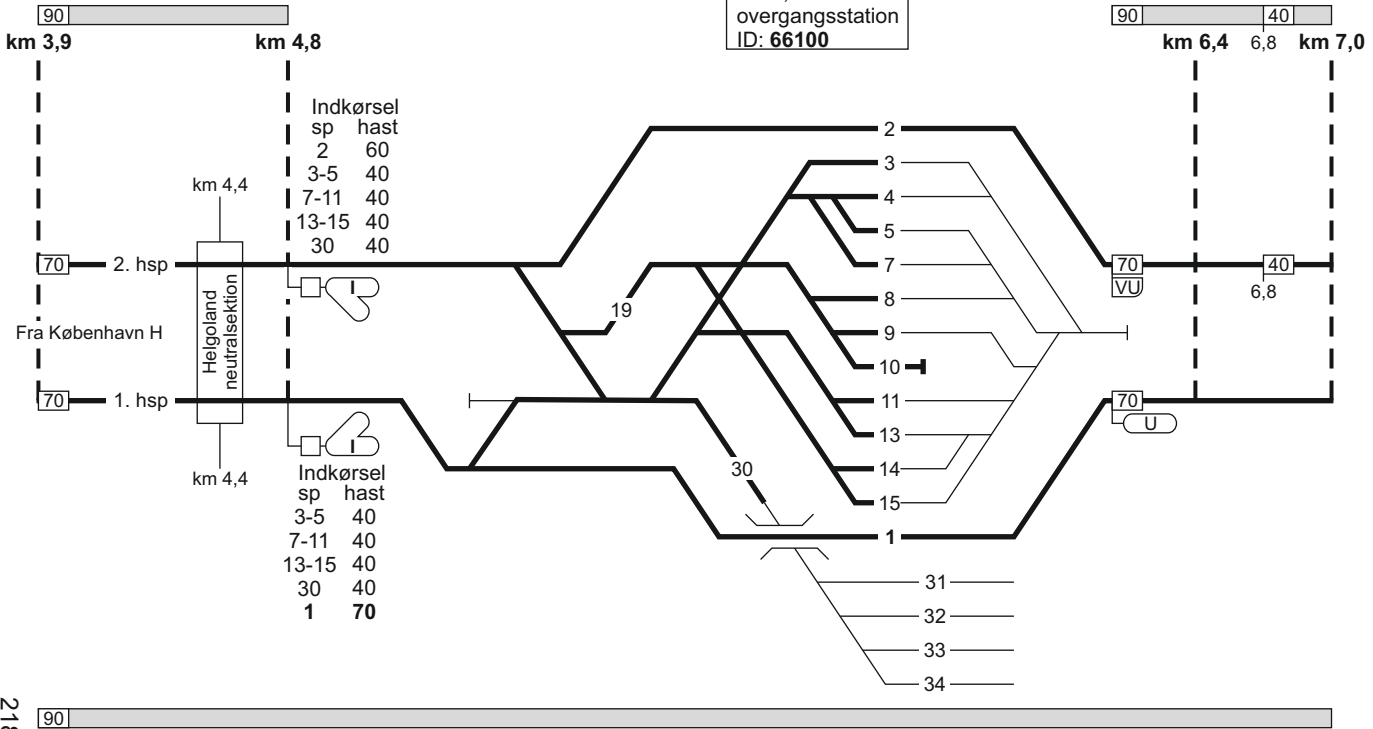 90
overgangsstation
ID: 66100
90 40
km 3,9
km 4,8
km 6,4 6,8 km 7,0
Indkørsel
sp hast
2 60
3-5 40
7-11 40
13-15 40
30 40
km 4,4
70 2. hsp
Helgoland
neutralsektion
I
Fra København H
70 1. hsp
km 4,4
I
Indkørsel
sp hast
3-5 40
7-11 40
13-15 40
30 40
1 70
19
30
2
3
4
5
7
8
9
10
11
13
14
15
1
31
32
33
34
70
VU
40
6,8
70
U
90